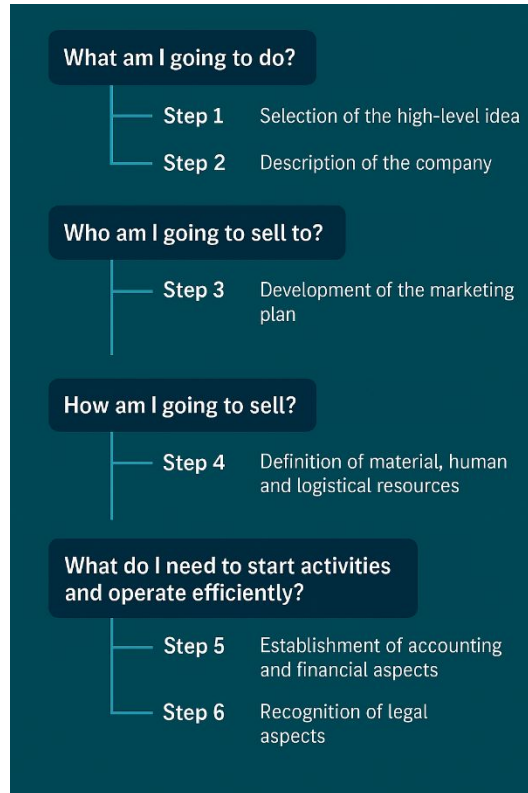 What am I going to do?
Step 1 Selection of the high-level idea
Step 2 Description of the company
Who am I going to sell to?
Step 3 Development of the marketing
plan
How am I going to sell?
Step 4 Definition of material, human
and logistical resources
What do I need to start activities
and operate efficiently?
Step 5 Establishment of accounting
and financial aspects
Step 6 Recognition of legal
aspects